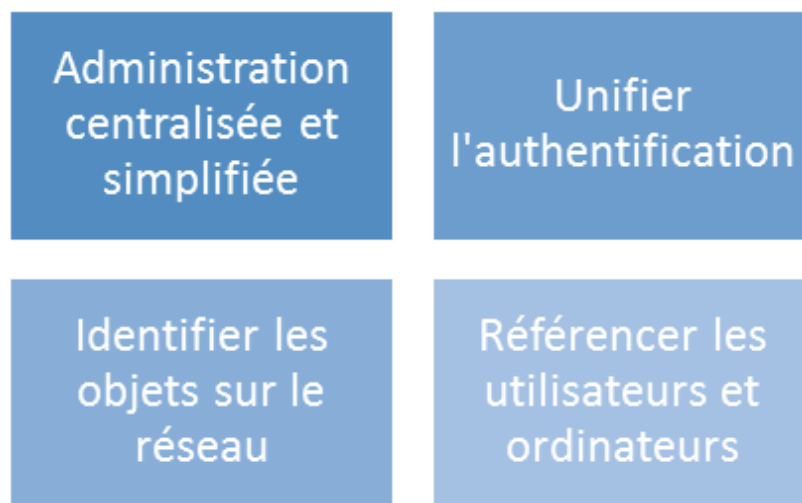 Administration
centralisée et
simplifiée
Unifier
l'authentification
Identifier les
objets sur le
réseau
Référencer les
utilisateurs et
ordinateurs